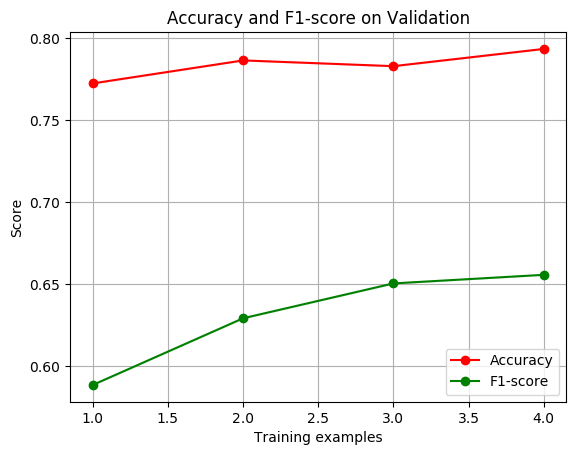 Accuracy and F1-score on Validation
0.80
0.75
0.70
0.65
0.60
Score
1.0 1.5 2.0 2.5 3.0 3.5 4.0
Training examples
Accuracy
F1-score